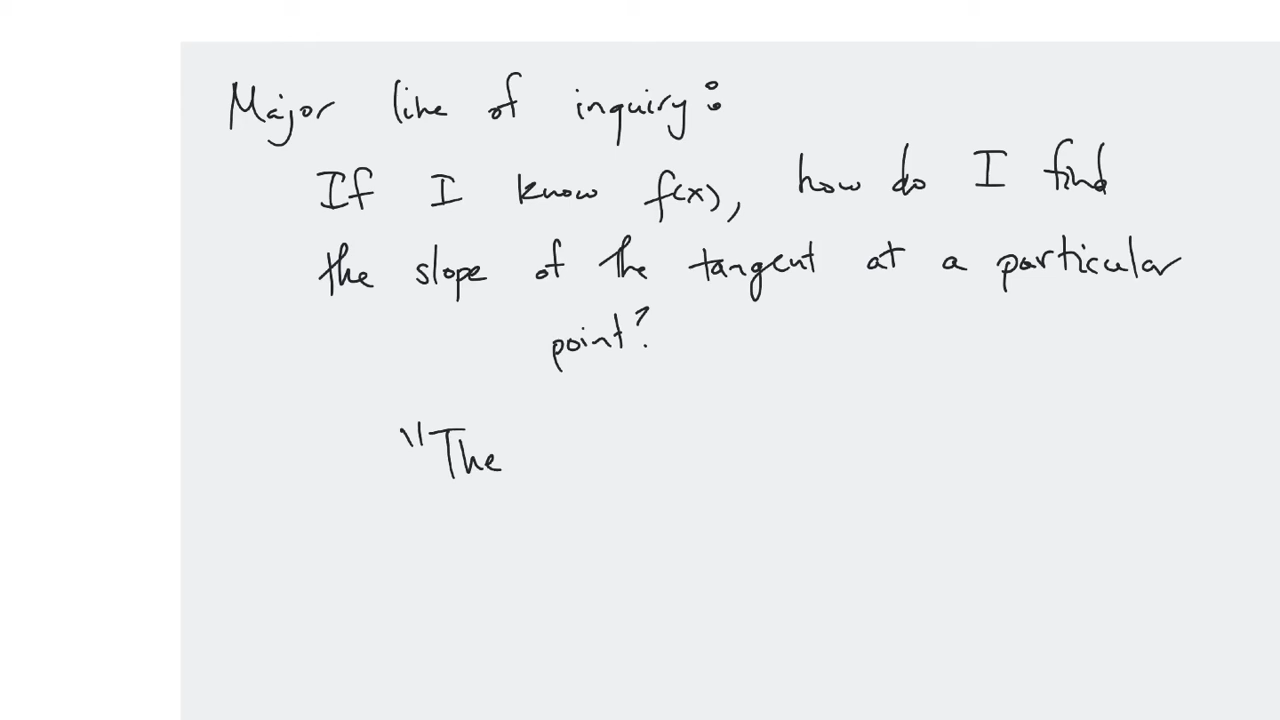 Major line of inquiry:
If I know f(x), how do I find
the slope of the tangent at a particular
point?
"The